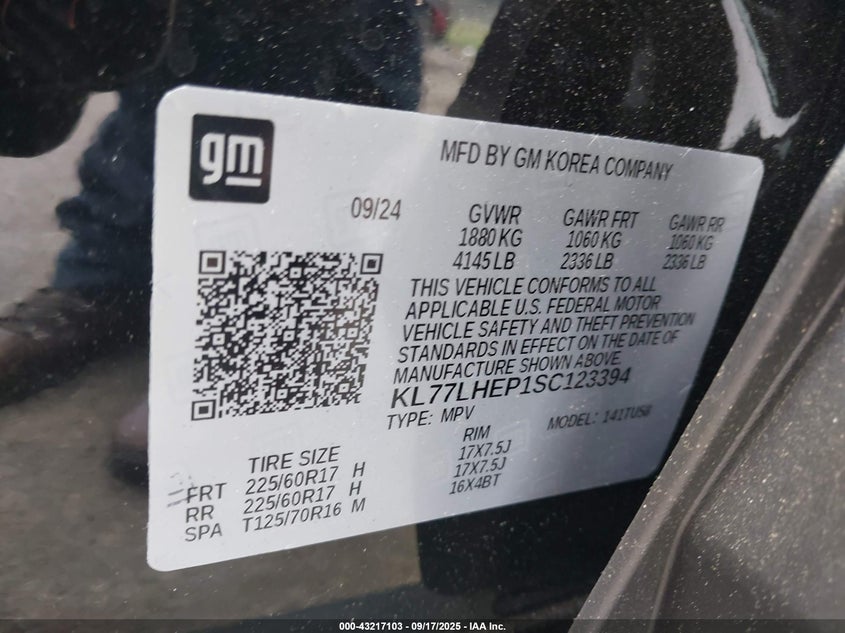 gm
MFD BY GM KOREA COMPANY
09/24
GVWR GAWR FRT GAWR RR
1880 KG 1060 KG 1060 KG
4145 LB 2336 LB 2336 LB
THIS VEHICLE CONFORMS TO ALL
APPLICABLE U.S. FEDERAL MOTOR
VEHICLE SAFETY AND THEFT PREVENTION
STANDARDS IN EFFECT ON THE DATE OF
MANUFACTURE SHOWN ABOVE.
KL77LHEP1SC123394
TYPE: MPV MODEL: 141TU58
TIRE SIZE RIM
FRT 225/60R17 H 17X7.5J
RR 225/60R17 H 17X7.5J
SPA T125/70R16 M 16X4BT
000-43217103 - 09/17/2025 - IAA Inc.